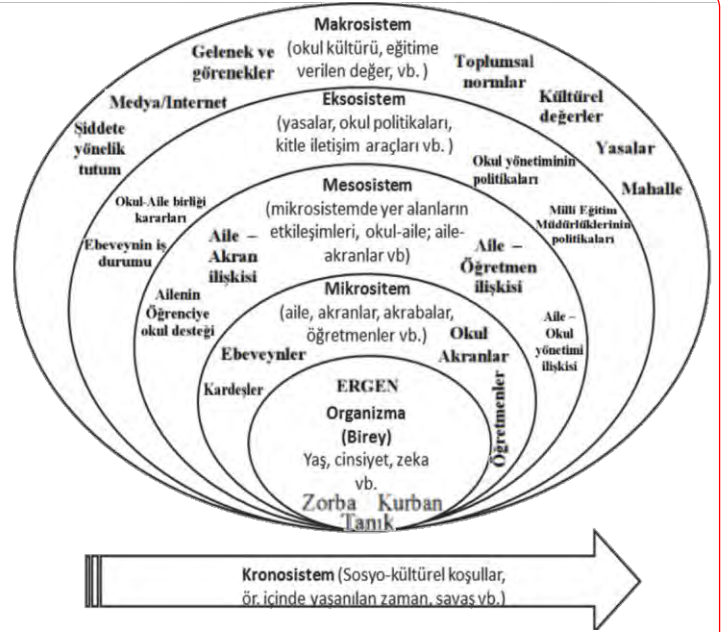 Makrosistem
(okul kültürü, eğitime
verilen değer, vb. )
Gelenek ve
görenekler
Toplumsal
normlar
Medya/Internet
Kültürel
değerler
Şiddete
yönelik
tutum
Yasalar
Mahalle
Eksosistem
(yasalar, okul politikaları,
kitle iletişim araçları vb. )
Okul yönetiminin
politikaları
Okul-Aile birliği
kararları
Milli Eğitim
Müdürlüklerinin
politikaları
Ebeveynin iş
durumu
Mesosistem
(mikrosistemde yer alanların
etkileşimleri, okul-aile; aile-
akranlar vb)
Aile –
Akran
ilişkisi
Aile –
Öğretmen
ilişkisi
Ailenin
Öğrenciye
okul desteği
Aile –
Okul
yönetimi
ilişkisi
Mikrositem
(aile, akranlar, akrabalar,
öğretmenler vb.)
Ebeveynler
Okul
Akranlar
Kardeşler
Öğretmenler
ERGEN
Organizma
(Birey)
Yaş, cinsiyet, zeka
vb.
Zorba Kurban
Tanık
Kronosistem (Sosyo-kültürel koşullar,
ör. içinde yaşanılan zaman, savaş vb.)